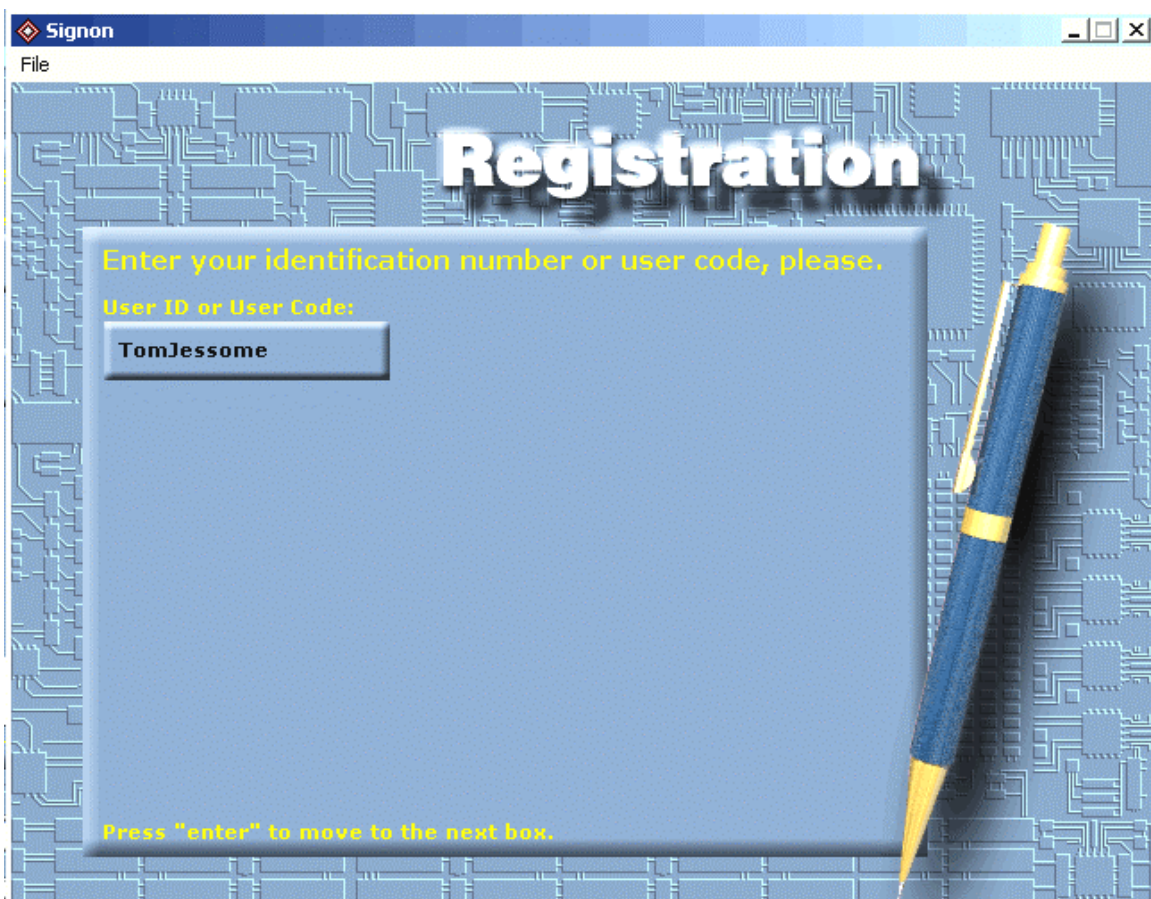 Signon
File
Registration
Enter your identification number or user code, please.
User ID or User Code:
TomJessome
Press "enter" to move to the next box.